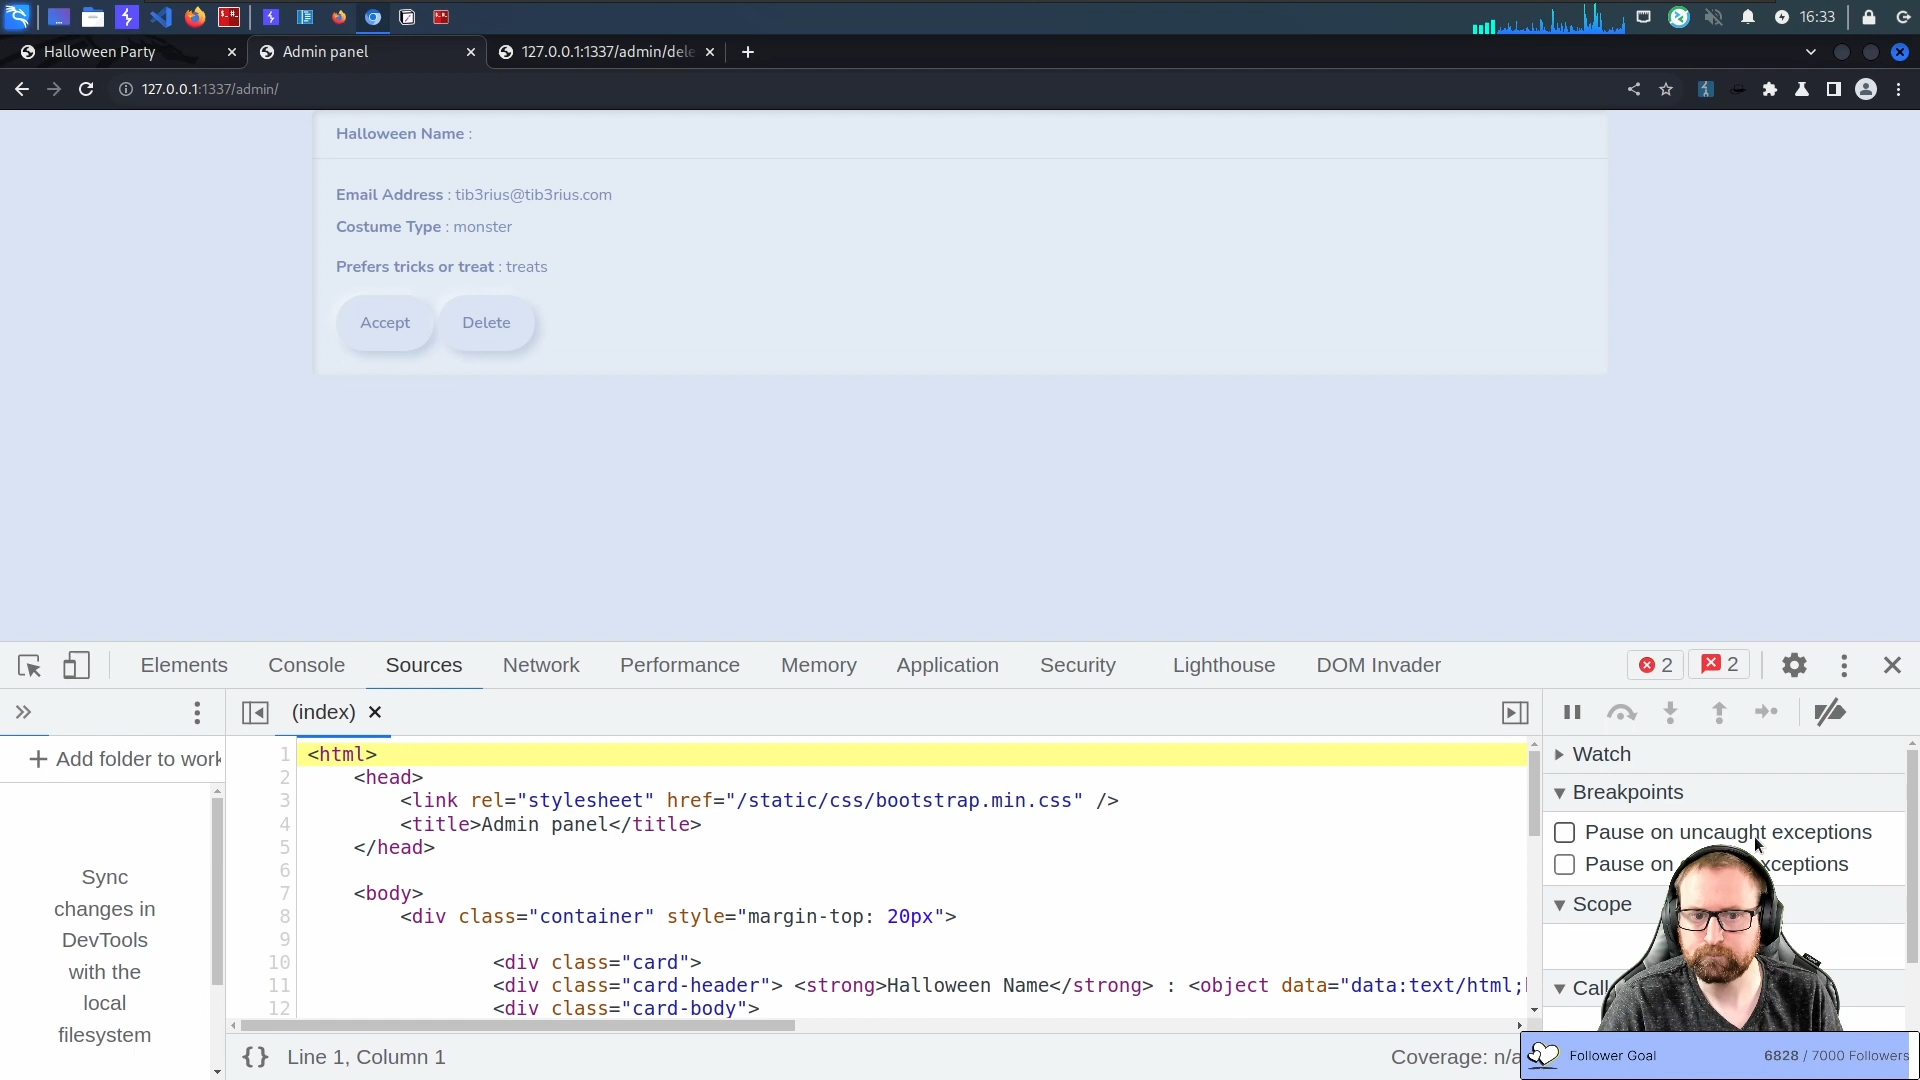 16:33
Halloween Party
Admin panel
127.0.0.1:1337/admin/dele
127.0.0.1:1337/admin/
Halloween Name :
Email Address : tib3rius@tib3rius.com
Costume Type : monster
Prefers tricks or treat : treats
Accept
Delete
Elements
Console
Sources
Network
Performance
Memory
Application
Security
Lighthouse
DOM Invader
2
2
(index)
+ Add folder to work
Sync
changes in
DevTools
with the
local
filesystem
1 <html>
2 <head>
3 <link rel="stylesheet" href="/static/css/bootstrap.min.css" />
4 <title>Admin panel</title>
5 </head>
6
7 <body>
8 <div class="container" style="margin-top: 20px">
9
10 <div class="card">
11 <div class="card-header"> <strong>Halloween Name</strong> : <object data="data:text/html;
12 <div class="card-body">
{} Line 1, Column 1
Coverage: n/a
Watch
Breakpoints
Pause on uncaught exceptions
Pause on
Scope
Follower Goal
6828 / 7000 Followers